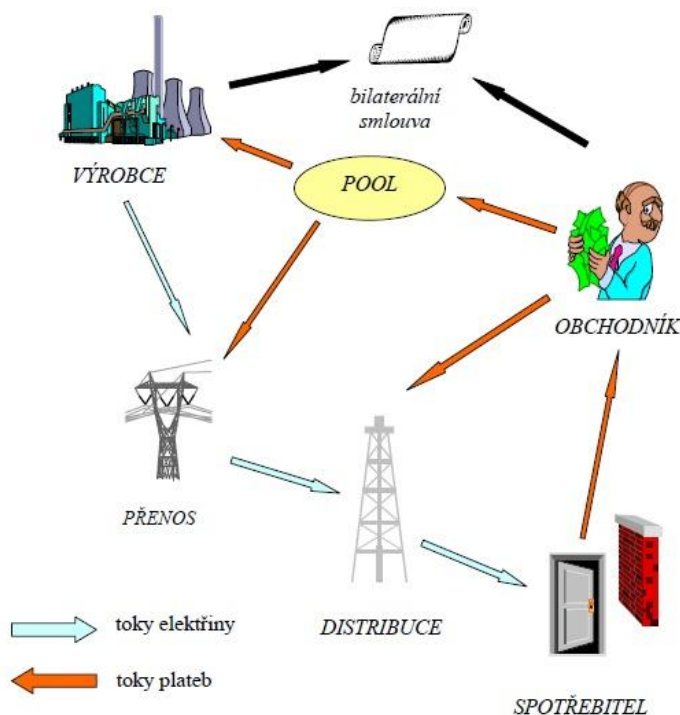 bilaterální
smlouva
VÝROBCE
POOL
OBCHODNÍK
PŘENOS
DISTRIBUCE
toky elektřiny
toky plateb
SPOTŘEBITEL